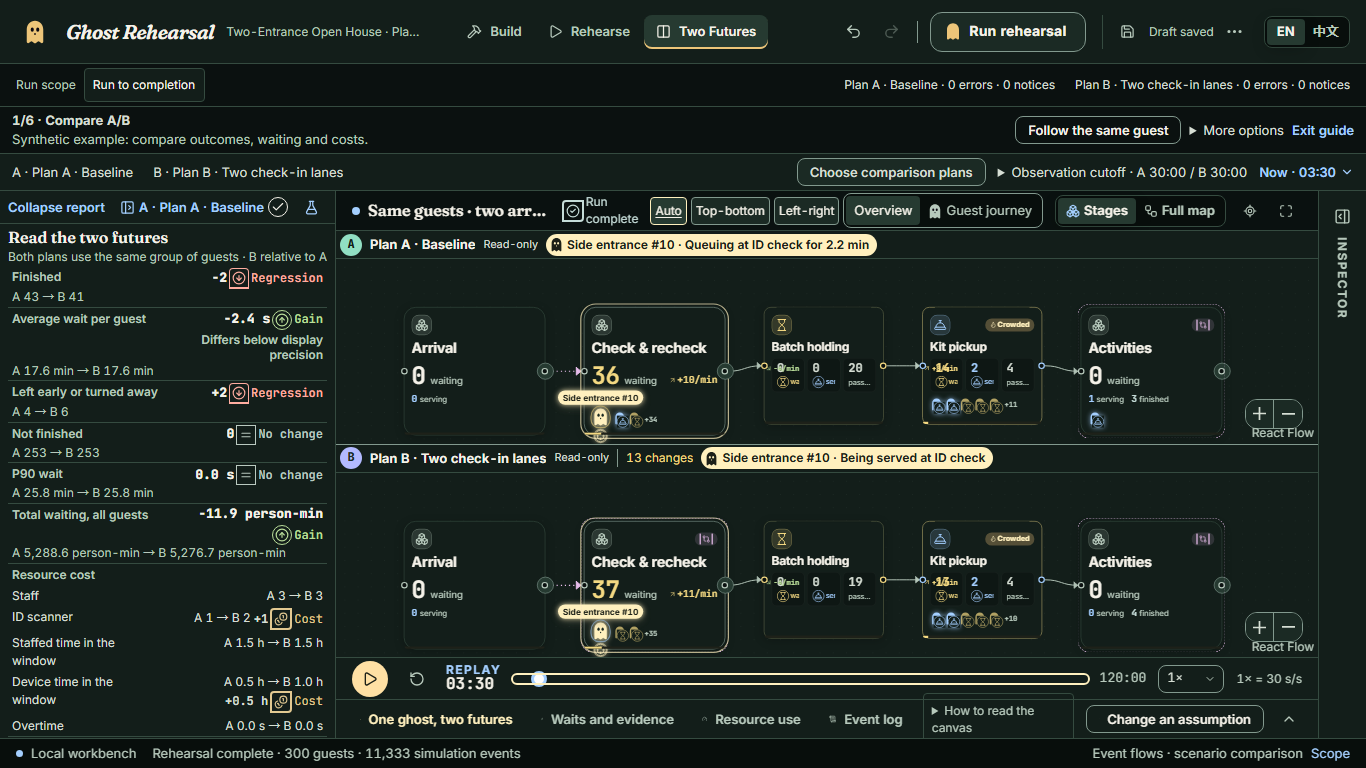 Ghost Rehearsal
Two-Entrance Open House · Pla...
Build
Rehearse
Two Futures
Run rehearsal
Draft saved
EN
中文
Run scope
Run to completion
Plan A · Baseline · 0 errors · 0 notices
Plan B · Two check-in lanes · 0 errors · 0 notices
1/6 · Compare A/B
Synthetic example: compare outcomes, waiting and costs.
Follow the same guest
More options
Exit guide
A · Plan A · Baseline
B · Plan B · Two check-in lanes
Choose comparison plans
Observation cutoff · A 30:00 / B 30:00
Now · 03:30
Collapse report
A · Plan A · Baseline
Read the two futures
Both plans use the same group of guests · B relative to A
Finished
-2 Regression
A 43 → B 41
Average wait per guest
-2.4 s Gain
Differs below display
precision
A 17.6 min → B 17.6 min
Left early or turned away
+2 Regression
A 4 → B 6
Not finished
0 No change
A 253 → B 253
P90 wait
0.0 s No change
A 25.8 min → B 25.8 min
Total waiting, all guests
-11.9 person-min
Gain
A 5,288.6 person-min → B 5,276.7 person-min
Resource cost
Staff
A 3 → B 3
ID scanner
A 1 → B 2 +1 Cost
Staffed time in the
window
A 1.5 h → B 1.5 h
Device time in the
window
A 0.5 h → B 1.0 h
+0.5 h Cost
Overtime
A 0.0 s → B 0.0 s
Same guests · two arr...
Run
complete
Auto
Top-bottom
Left-right
Overview
Guest journey
Stages
Full map
A
Plan A · Baseline
Read-only
Side entrance #10 · Queuing at ID check for 2.2 min
Arrival
0 waiting
0 serving
Check & recheck
36 waiting
+10/min
Side entrance #10
+34
Batch holding
0
20
pass...
Crowded
Kit pickup
14
2
4
pass...
+11
Activities
0 waiting
1 serving 3 finished
React Flow
B
Plan B · Two check-in lanes
Read-only
13 changes
Side entrance #10 · Being served at ID check
Arrival
0 waiting
0 serving
Check & recheck
37 waiting
+11/min
Side entrance #10
+35
Batch holding
0
19
pass...
Crowded
Kit pickup
13
2
4
pass...
+10
Activities
0 waiting
0 serving 4 finished
React Flow
INSPECTOR
REPLAY
03:30
120:00
1×
1× = 30 s/s
One ghost, two futures
Waits and evidence
Resource use
Event log
How to read the
canvas
Change an assumption
Local workbench
Rehearsal complete · 300 guests · 11,333 simulation events
Event flows · scenario comparison
Scope